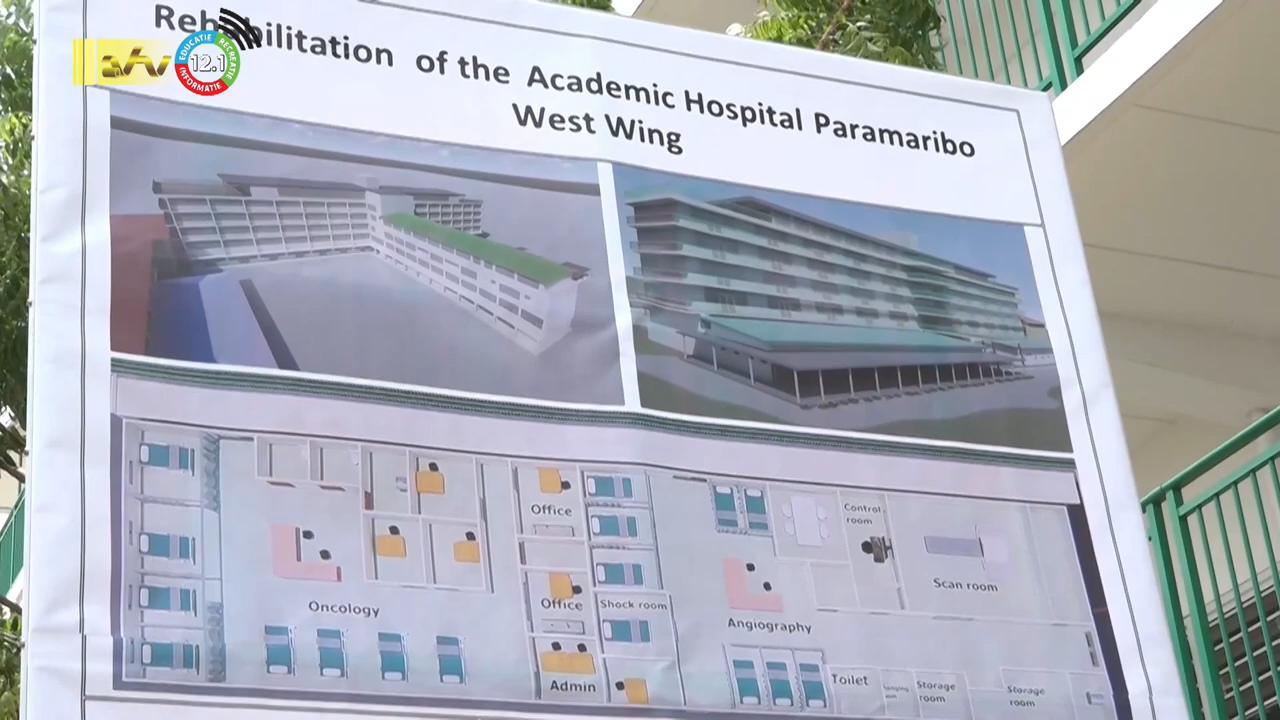 Rehabilitation of the Academic Hospital Paramaribo
West Wing
EDUCATIE
RECREATIE
INFORMATIE
12.1
Office
Control
room
Scan room
Oncology
Office
Shock room
Angiography
Admin
Toilet
Storage
room
Storage
room